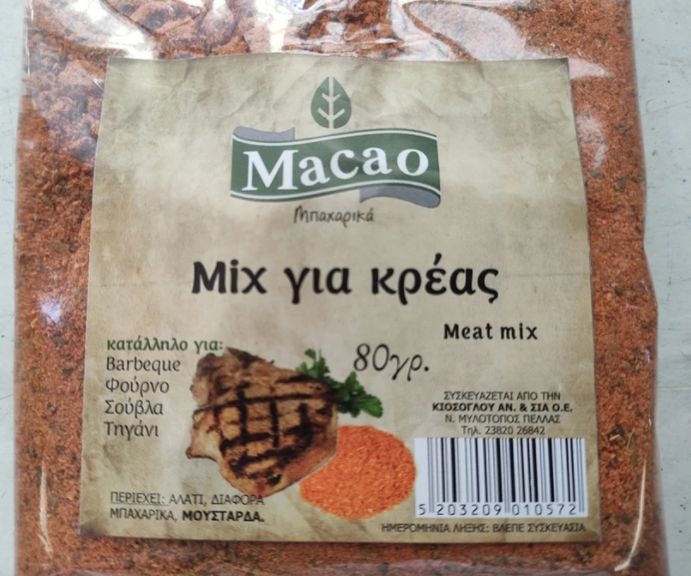 Macao
Μπαχαρικά
Mix για κρέας
Meat mix
κατάλληλο για:
Barbeque
Φούρνο
Σούβλα
Τηγάνι
80γρ.
ΣΥΣΚΕΥΑΖΕΤΑΙ ΑΠΟ ΤΗΝ
ΚΙΟΣΟΓΛΟΥ ΑΝ. & ΣΙΑ Ο.Ε.
Ν. ΜΥΛΟΤΟΠΟΣ ΠΕΛΛΑΣ
Τηλ. 23820 26842
5 203209 010572
ΠΕΡΙΕΧΕΙ: ΑΛΑΤΙ, ΔΙΑΦΟΡΑ
ΜΠΑΧΑΡΙΚΑ, ΜΟΥΣΤΑΡΔΑ.
ΗΜΕΡΟΜΗΝΙΑ ΛΗΞΗΣ: ΒΛΕΠΕ ΣΥΣΚΕΥΑΣΙΑ